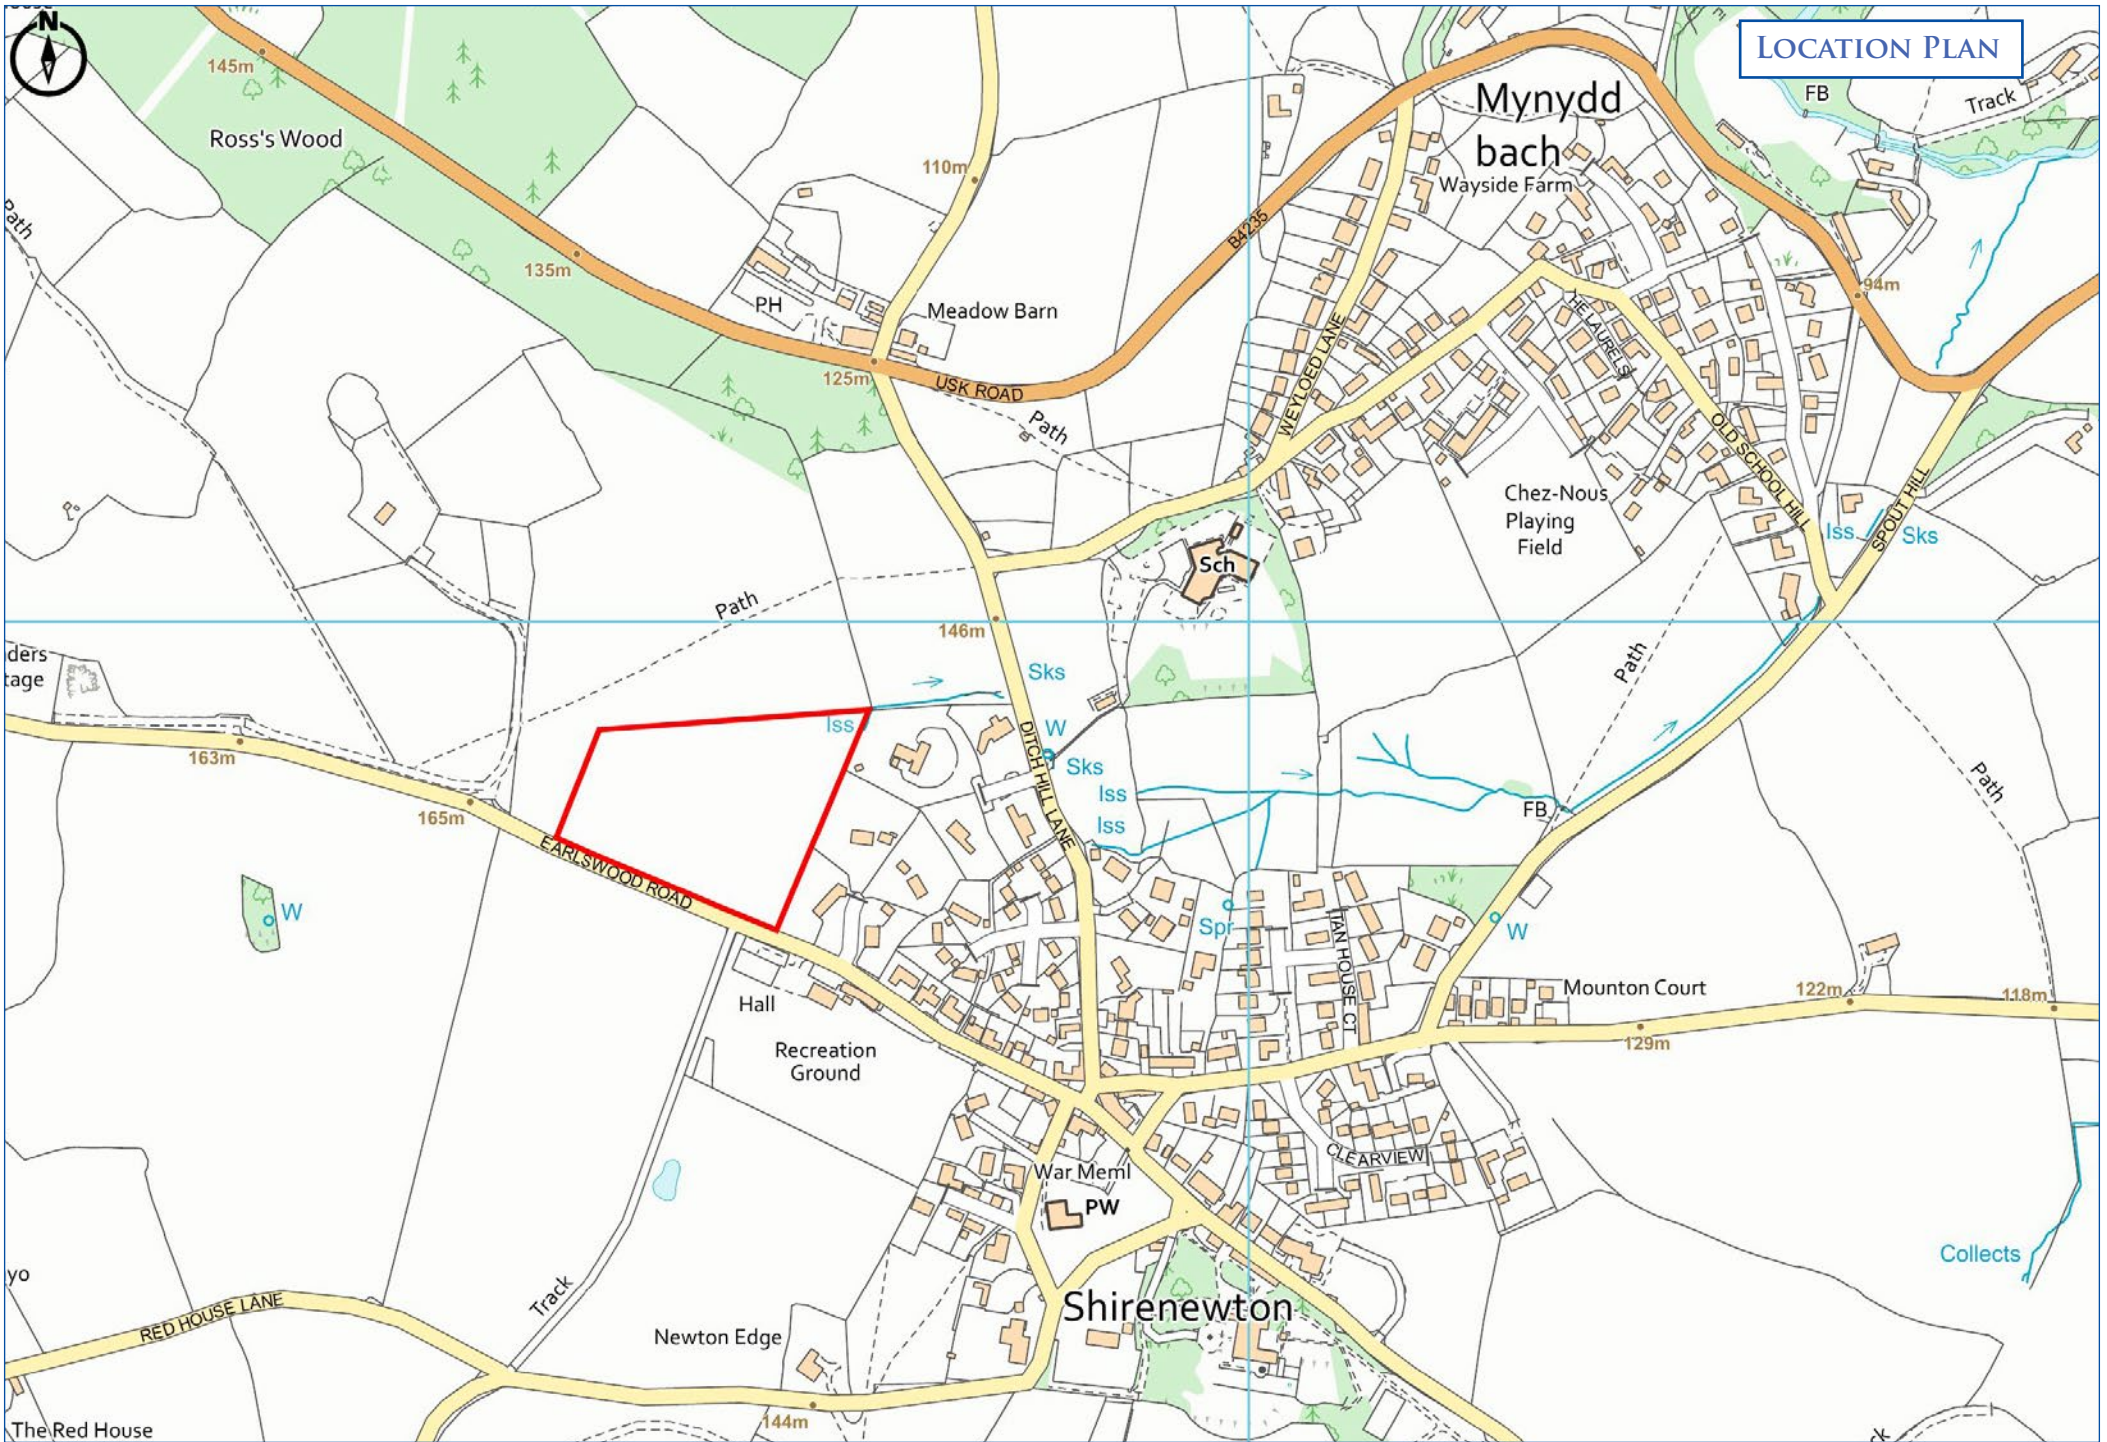 N
LOCATION PLAN
145m
Ross's Wood
Path
135m
110m
PH
Meadow Barn
125m
USK ROAD
B4235
Path
Mynydd
bach
Wayside Farm
FB
Track
94m
WEYLOED LANE
THE LAURELS
OLD SCHOOL HILL
SPOUT HILL
Chez-Nous
Playing
Field
Iss
Sks
Sch
Path
146m
Sks
Path
ders
tage
163m
165m
Iss
DITCH HILL LANE
W
Sks
Iss
Iss
FB
Path
EARLSWOOD ROAD
W
Spr
TAN HOUSE CT
W
Hall
Mounton Court
122m
118m
129m
Recreation
Ground
CLEARVIEW
War Meml
PW
Collects
yo
RED HOUSE LANE
Track
Newton Edge
Shirenewton
144m
The Red House
ck